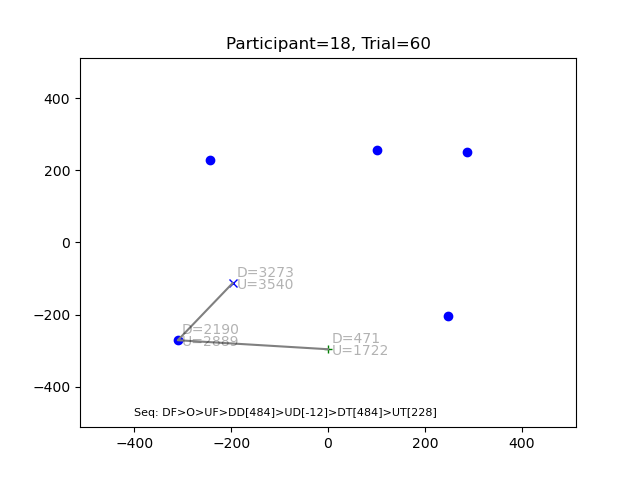 Participant=18, Trial=60
400
200
0
−200
−400
D=3273
U=3540
D=2190
U=2889
D=471
U=1722
Seq: DF>O>UF>DD[484]>UD[-12]>DT[484]>UT[228]
−400 −200 0 200 400